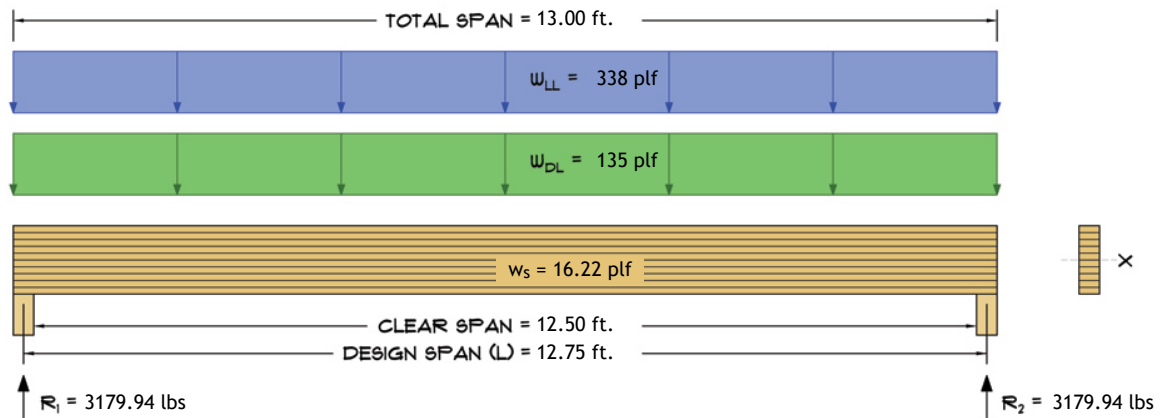 TOTAL SPAN = 13.00 ft.
wLL = 338 plf
wDL = 135 plf
ws = 16.22 plf
X
CLEAR SPAN = 12.50 ft.
DESIGN SPAN (L) = 12.75 ft.
R1 = 3179.94 lbs
R2 = 3179.94 lbs